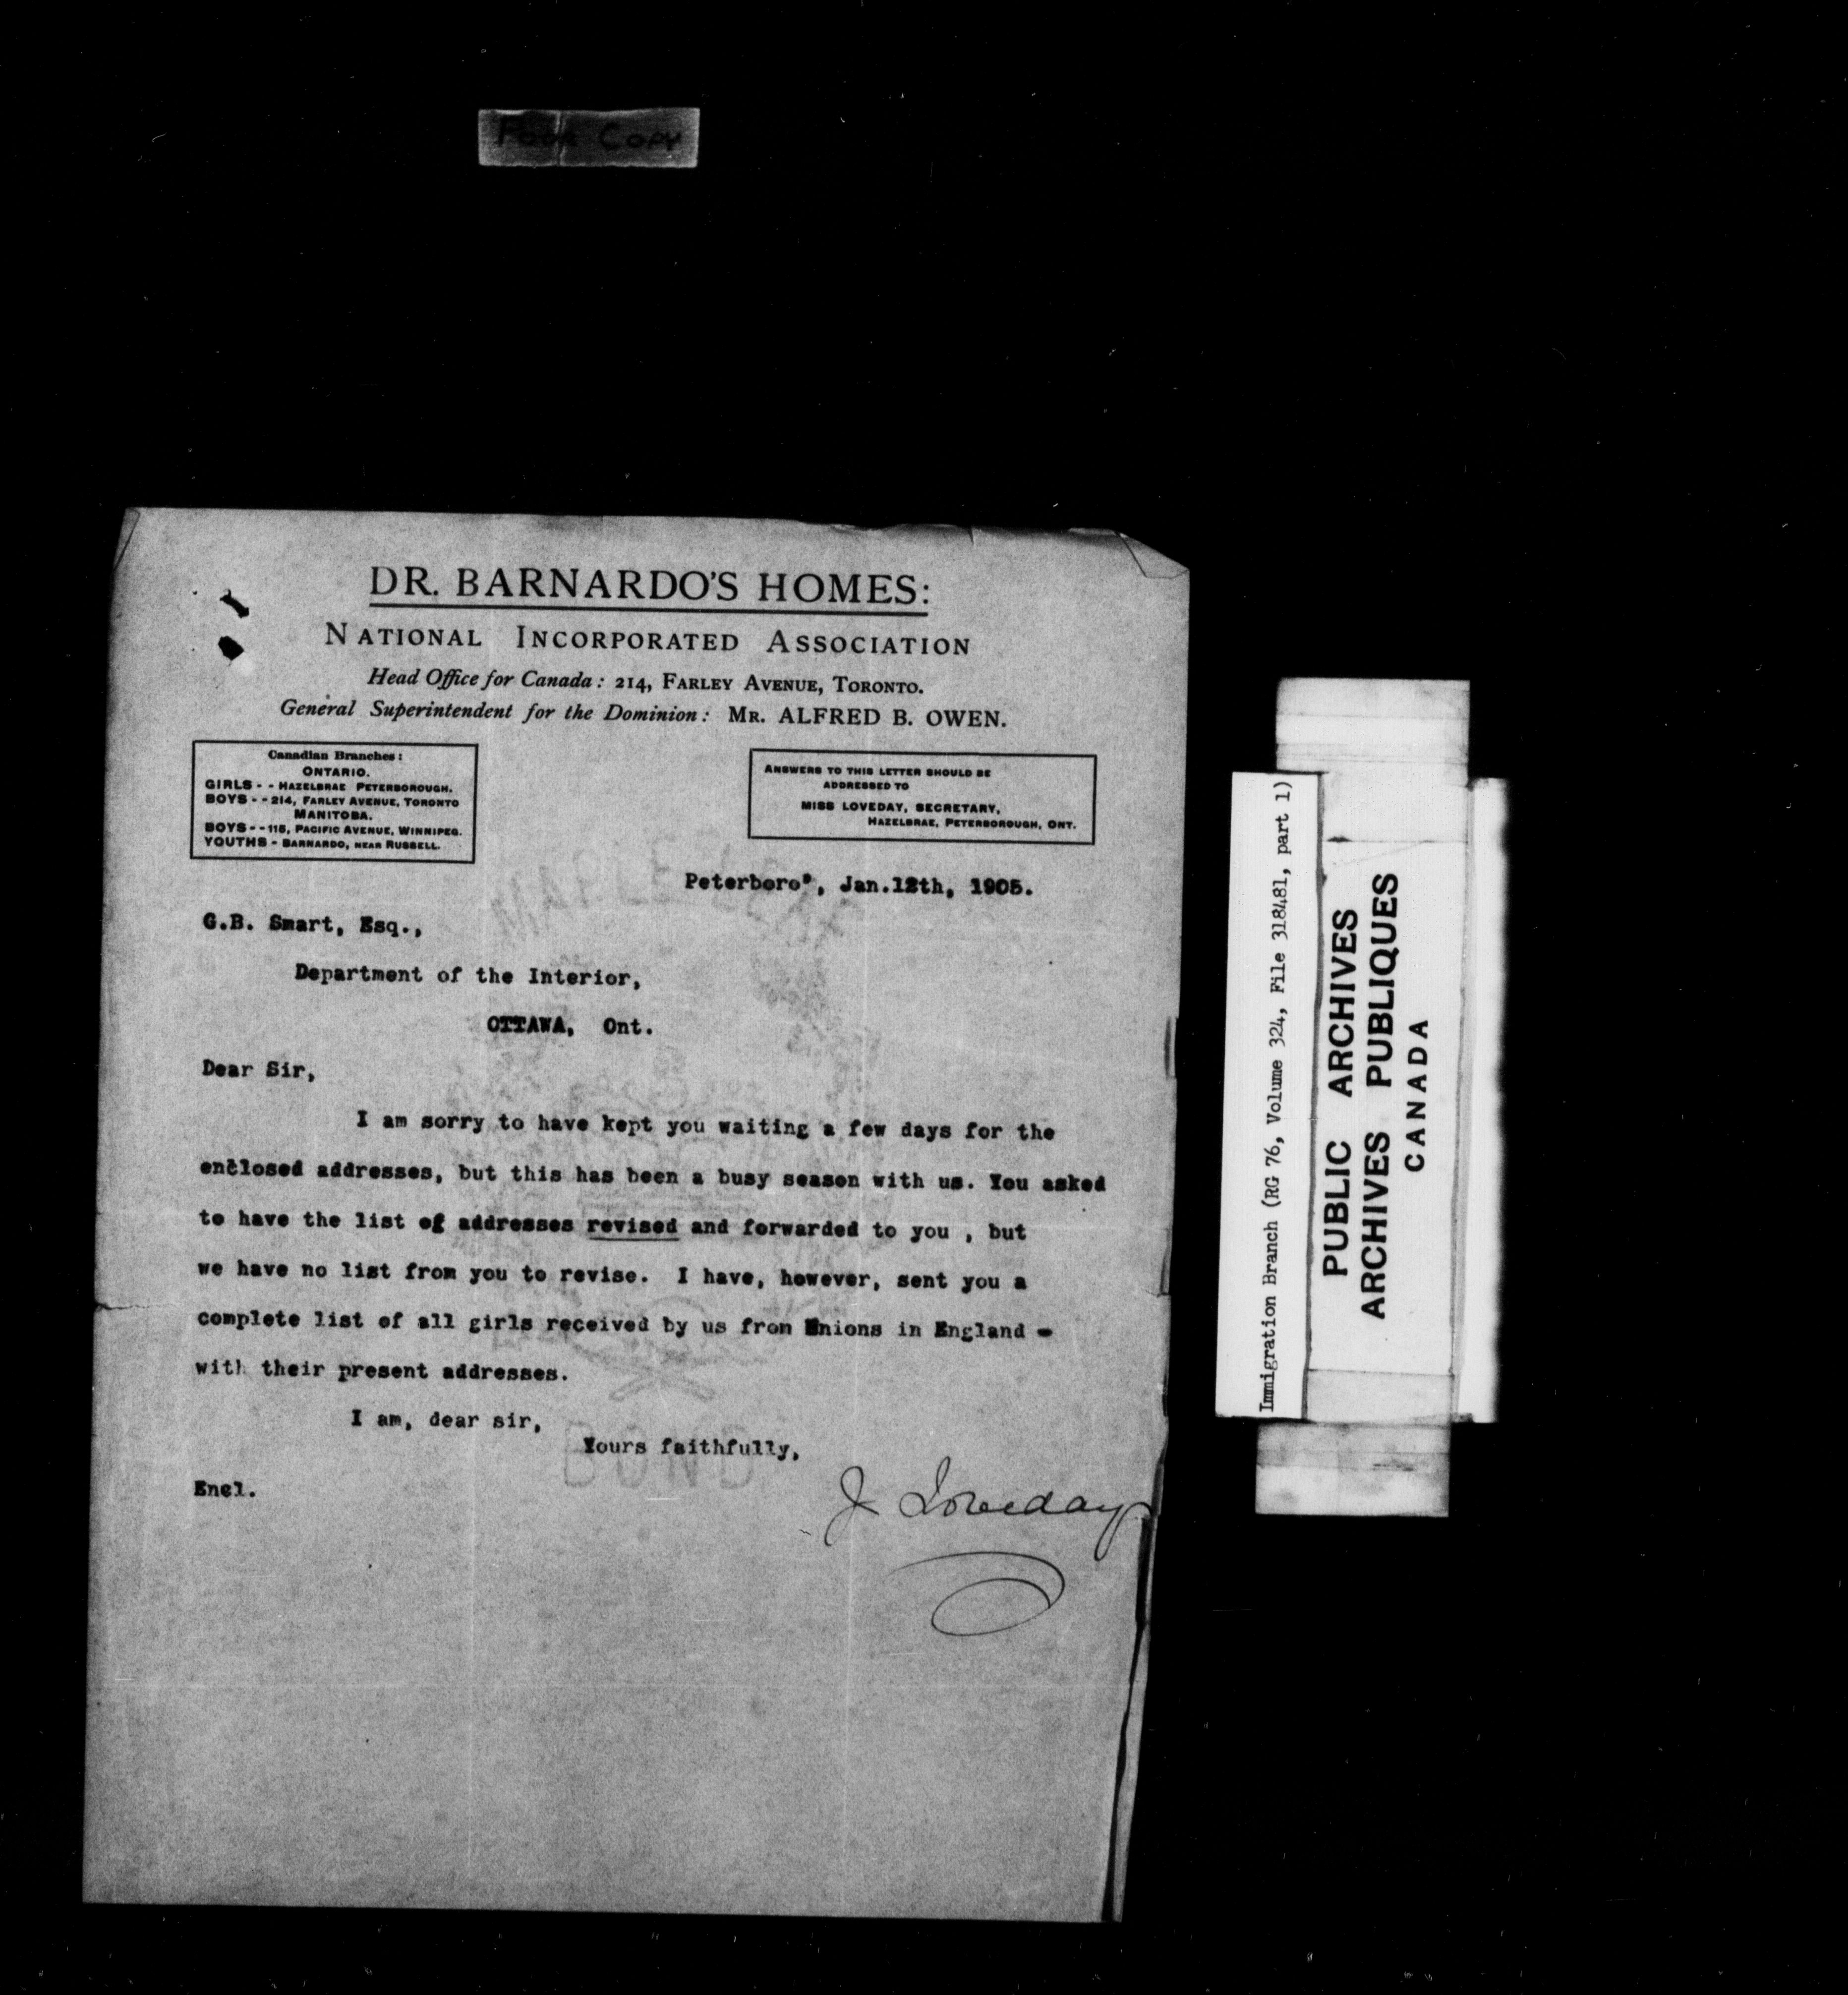 Poor Copy
DR. BARNARDO'S HOMES:
NATIONAL INCORPORATED ASSOCIATION
Head Office for Canada: 214, FARLEY AVENUE, TORONTO.
General Superintendent for the Dominion: MR. ALFRED B. OWEN.
Canadian Branches:
ONTARIO.
GIRLS - - HAZELBRAE PETERBOROUGH.
BOYS - - 214, FARLEY AVENUE, TORONTO
MANITOBA.
BOYS - - 115, PACIFIC AVENUE, WINNIPEG.
YOUTHS - BARNARDO, NEAR RUSSELL.
ANSWERS TO THIS LETTER SHOULD BE
ADDRESSED TO
MISS LOVEDAY, SECRETARY,
HAZELBRAE, PETERBOROUGH, ONT.
Peterboro', Jan.12th, 1905.
G.B. Smart, Esq.,
Department of the Interior,
OTTAWA, Ont.
Dear Sir,
I am sorry to have kept you waiting a few days for the
enclosed addresses, but this has been a busy season with us. You asked
to have the list of addresses revised and forwarded to you , but
we have no list from you to revise. I have, however, sent you a
complete list of all girls received by us from Unions in England -
with their present addresses.
I am, dear sir,
Yours faithfully,
Encl.
J Loveday
BOND
Immigration Branch (RG 76, Volume 324, File 318481, part 1)
PUBLIC ARCHIVES
ARCHIVES PUBLIQUES
CANADA